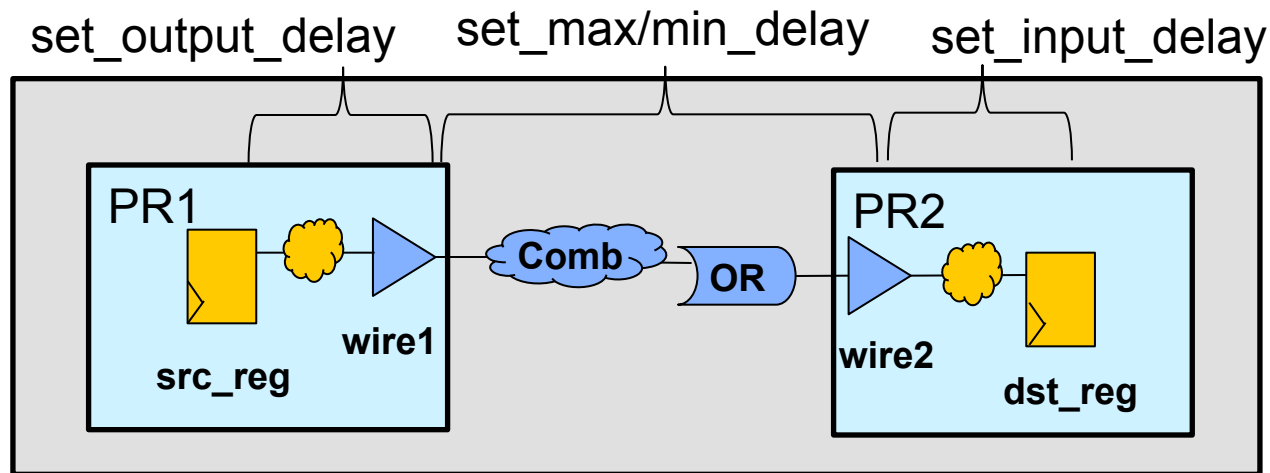 set_output_delay
set_max/min_delay
set_input_delay
PR1
PR2
Comb
OR
wire1
wire2
src_reg
dst_reg